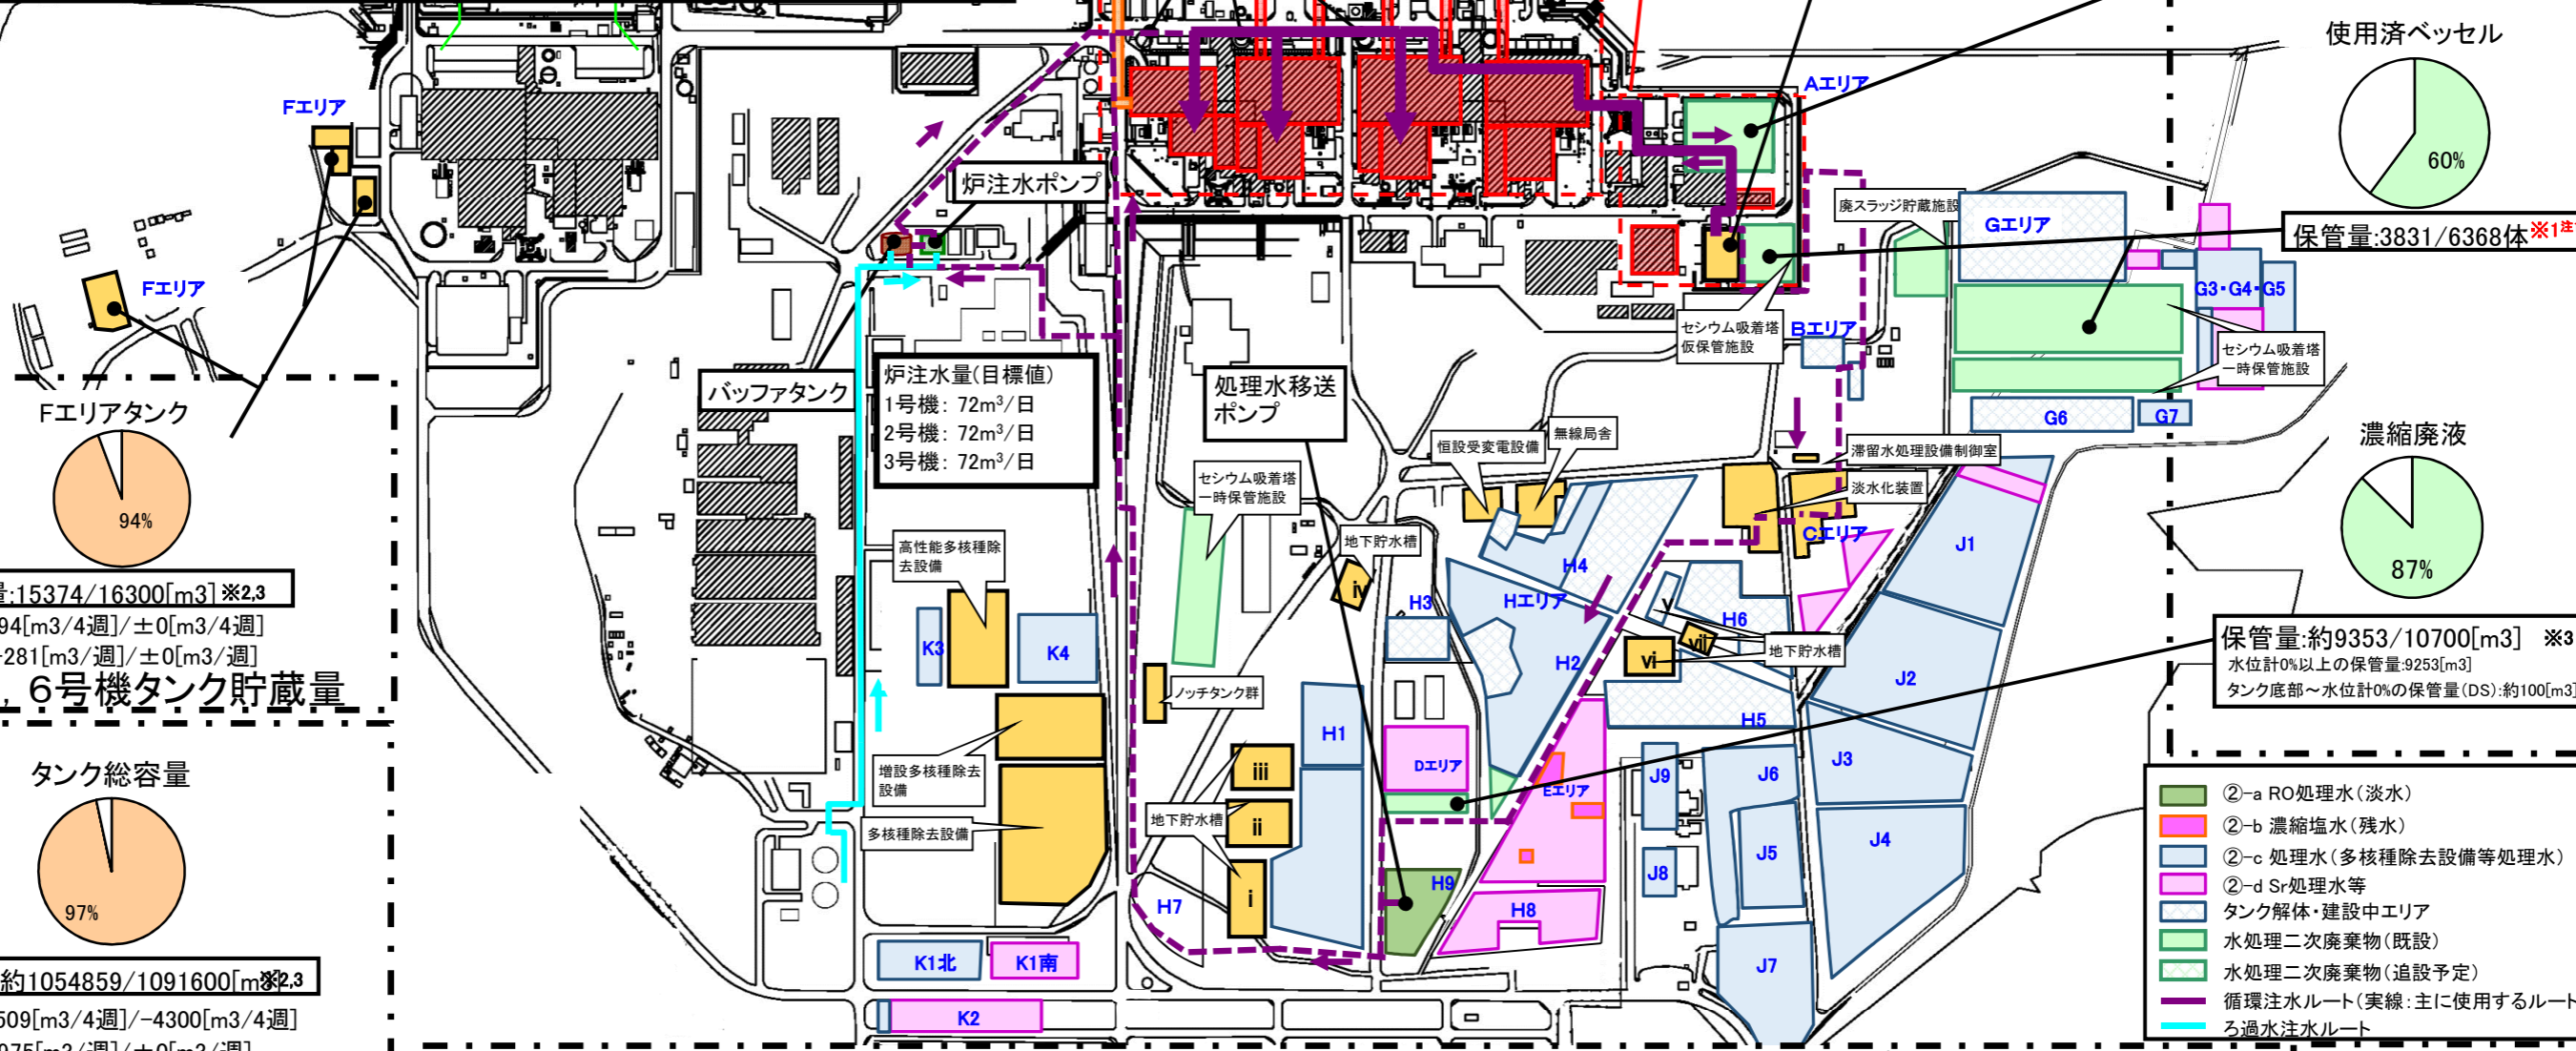 使用済ベッセル
60%
保管量:3831/6368体※1注
Aエリア
Fエリア
Fエリア
炉注水ポンプ
廃スラッジ貯蔵施設
Gエリア
G3・G4・G5
セシウム吸着塔
仮保管施設
Bエリア
セシウム吸着塔
一時保管施設
G6
G7
バッファタンク
炉注水量(目標値)
1号機: 72m³/日
2号機: 72m³/日
3号機: 72m³/日
処理水移送
ポンプ
恒設受変電設備
無線局舎
滞留水処理設備制御室
淡水化装置
Cエリア
Fエリアタンク
94%
量:15374/16300[m3] ※2,3
94[m3/4週]/±0[m3/4週]
-281[m3/週]/±0[m3/週]
，6号機タンク貯蔵量
セシウム吸着塔
一時保管施設
高性能多核種除
去設備
地下貯水槽
iv
H3
H4
Hエリア
H2
v
H6
vii
vi
地下貯水槽
H5
J1
J2
濃縮廃液
87%
保管量:約9353/10700[m3] ※3
水位計0%以上の保管量:9253[m3]
タンク底部～水位計0%の保管量(DS):約100[m3]
K3
K4
ノッチタンク群
H1
増設多核種除去
設備
多核種除去設備
地下貯水槽
iii
ii
i
Dエリア
Eエリア
J9
J6
J3
J5
J8
J4
H9
H8
H7
J7
タンク総容量
97%
約1054859/1091600[m3]※2,3
509[m3/4週]/-4300[m3/4週]
975[m3/週]/±0[m3/週]
K1北
K1南
K2
②-a RO処理水(淡水)
②-b 濃縮塩水(残水)
②-c 処理水(多核種除去設備等処理水)
②-d Sr処理水等
タンク解体・建設中エリア
水処理二次廃棄物(既設)
水処理二次廃棄物(追設予定)
循環注水ルート(実線:主に使用するルート
ろ過水注水ルート